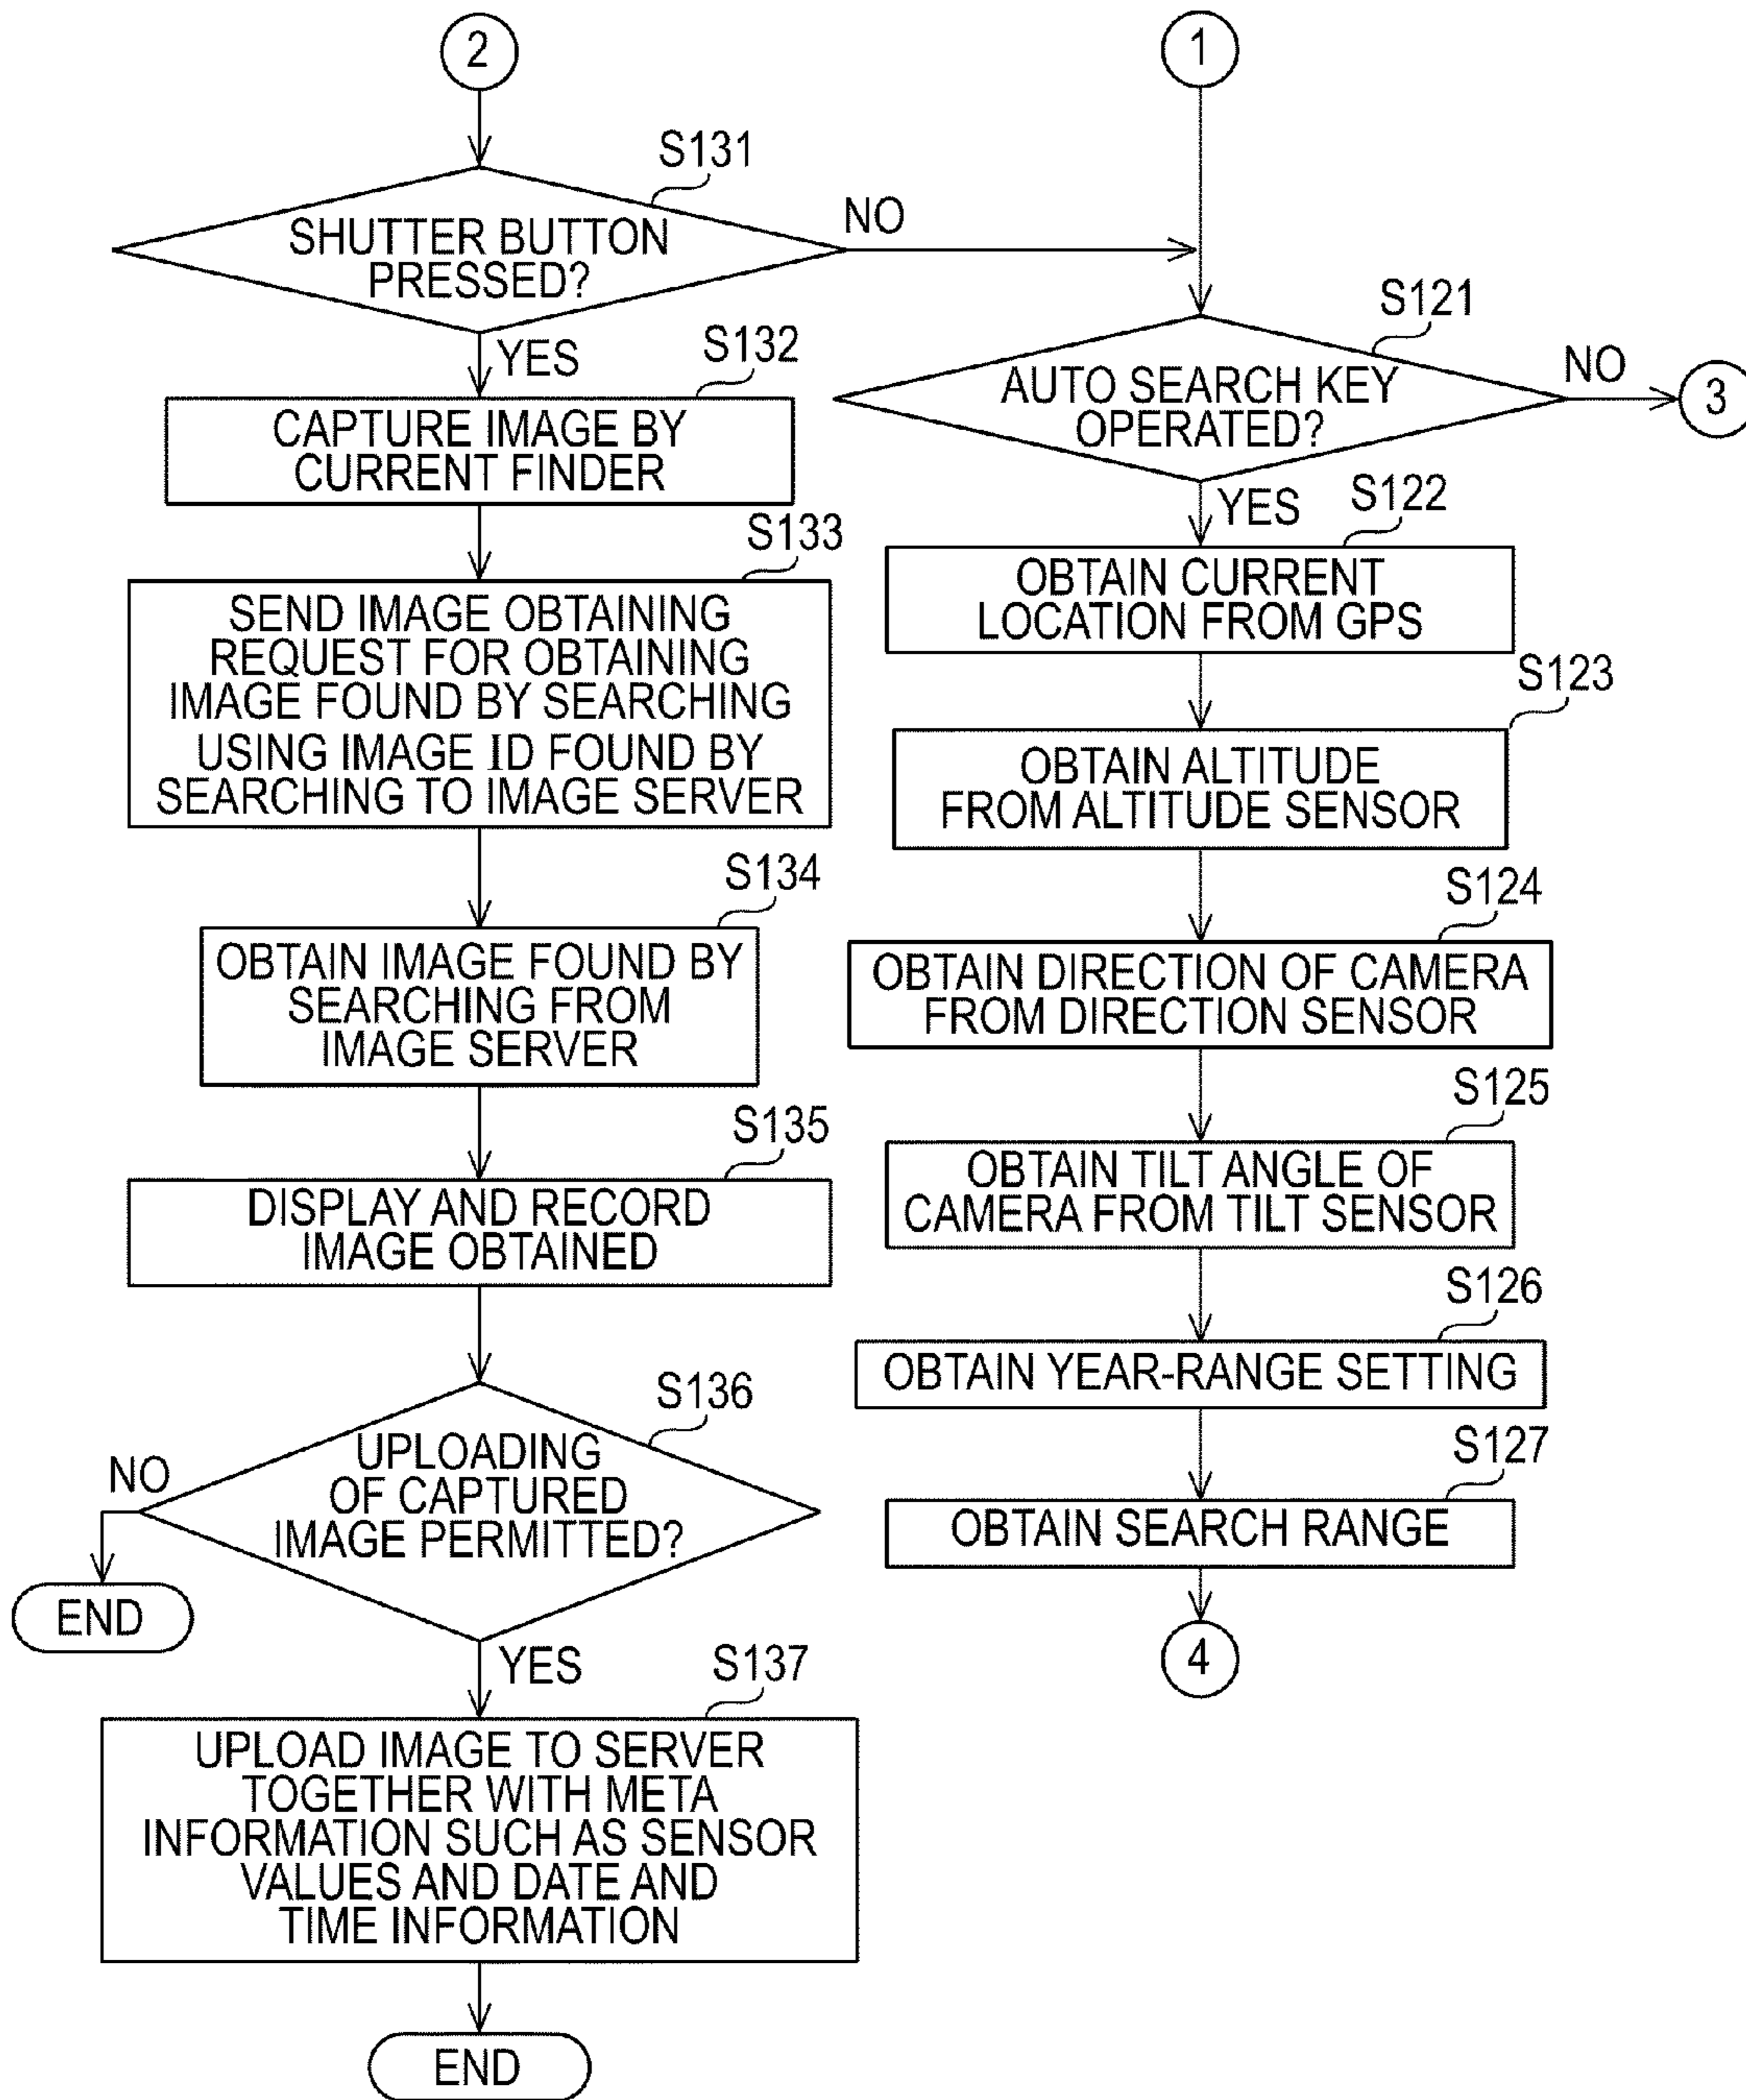 2
S131
SHUTTER BUTTON
PRESSED?
NO
YES
S132
CAPTURE IMAGE BY
CURRENT FINDER
S133
SEND IMAGE OBTAINING
REQUEST FOR OBTAINING
IMAGE FOUND BY SEARCHING
USING IMAGE ID FOUND BY
SEARCHING TO IMAGE SERVER
S134
OBTAIN IMAGE FOUND BY
SEARCHING FROM
IMAGE SERVER
S135
DISPLAY AND RECORD
IMAGE OBTAINED
S136
UPLOADING
OF CAPTURED
IMAGE PERMITTED?
NO
END
YES
S137
UPLOAD IMAGE TO SERVER
TOGETHER WITH META
INFORMATION SUCH AS SENSOR
VALUES AND DATE AND
TIME INFORMATION
END
1
S121
AUTO SEARCH KEY
OPERATED?
NO
3
YES
S122
OBTAIN CURRENT
LOCATION FROM GPS
S123
OBTAIN ALTITUDE
FROM ALTITUDE SENSOR
S124
OBTAIN DIRECTION OF CAMERA
FROM DIRECTION SENSOR
S125
OBTAIN TILT ANGLE OF
CAMERA FROM TILT SENSOR
S126
OBTAIN YEAR-RANGE SETTING
S127
OBTAIN SEARCH RANGE
4